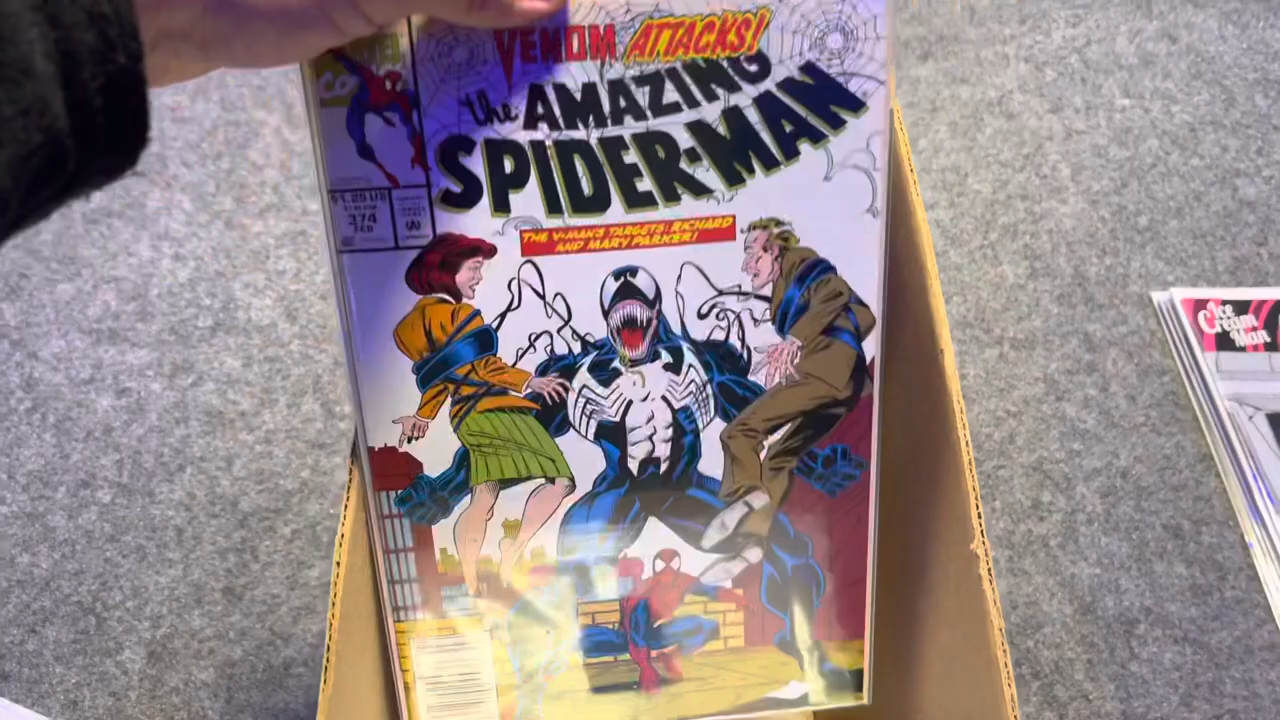 VENOM ATTACKS!
the AMAZING
SPIDER-MAN
$1.25 US
374
FEB
THE V-MAN'S TARGETS: RICHARD
AND MARY PARKER!
Ice
Cream
Man